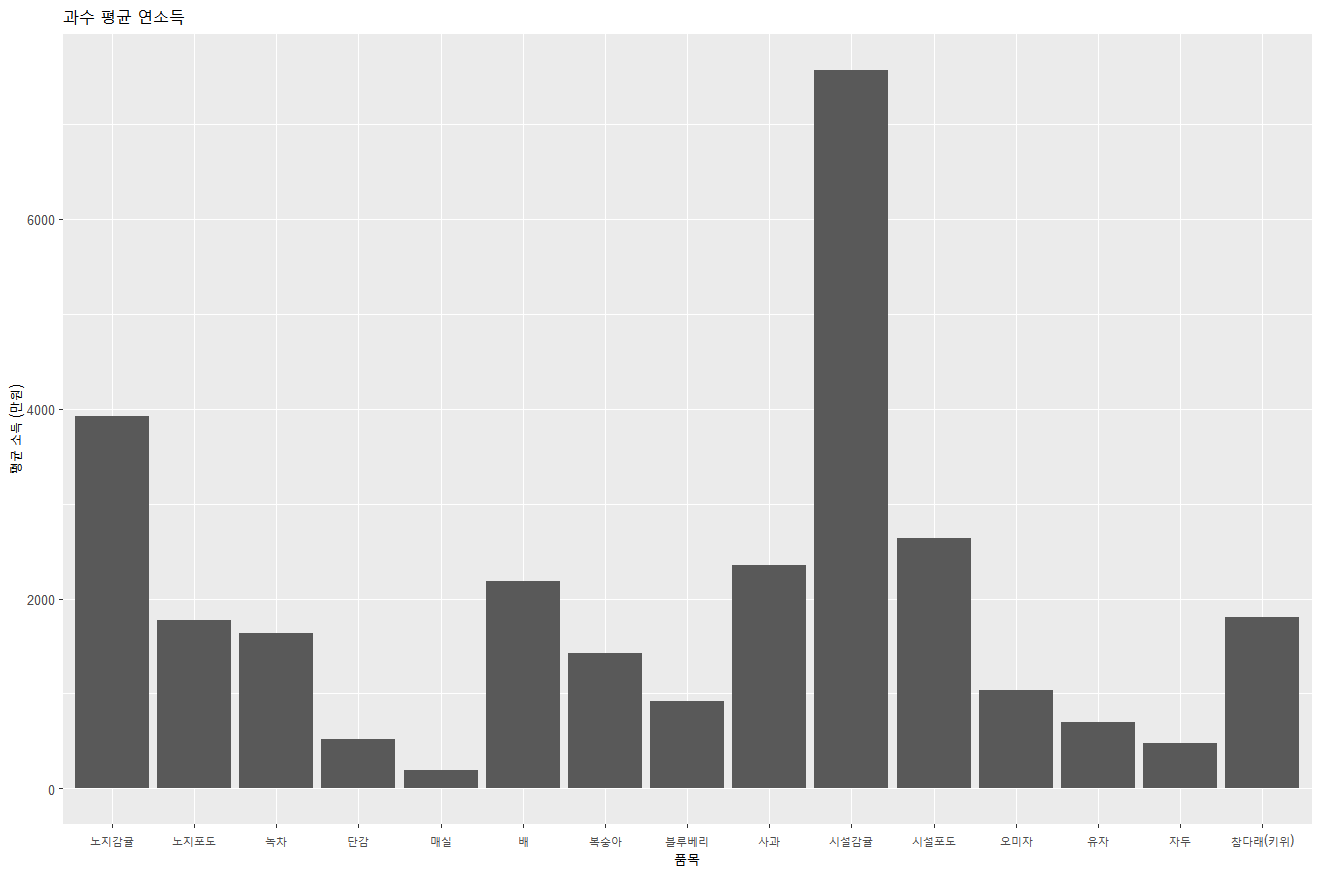 과수 평균 연소득
평균 소득 (만원)
6000
4000
2000
0
노지감귤 노지포도 녹차 단감 매실 배 복숭아 블루베리 사과 시설감귤 시설포도 오미자 유자 자두 참다래(키위)
품목